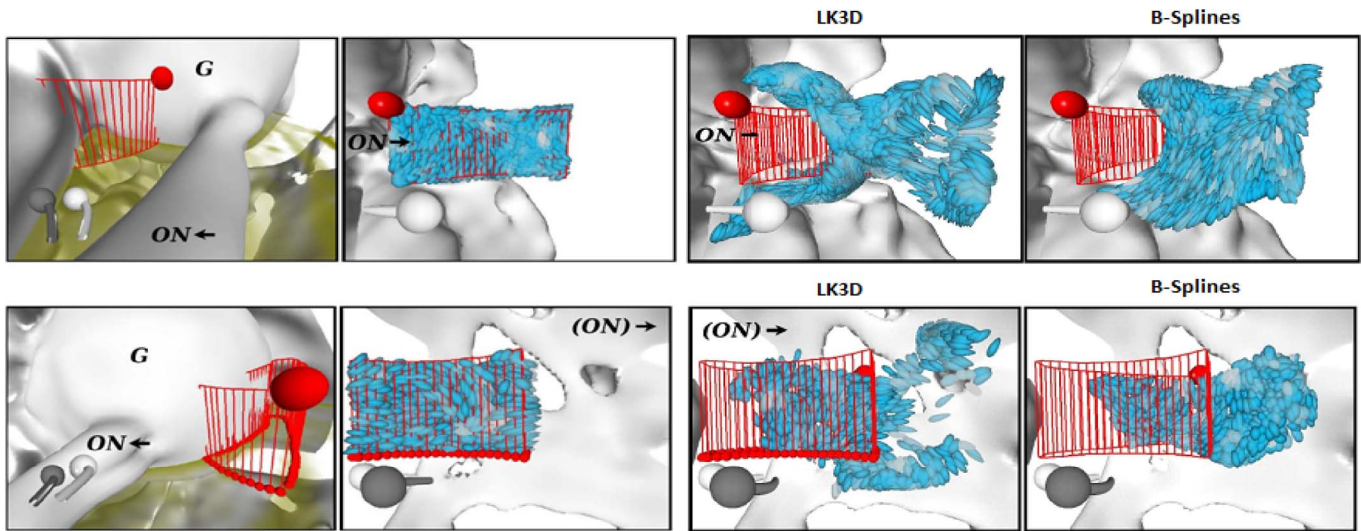 LK3D B-Splines
G
ON ←
ON →
ON
G
ON ←
(ON) →
LK3D B-Splines
(ON) →